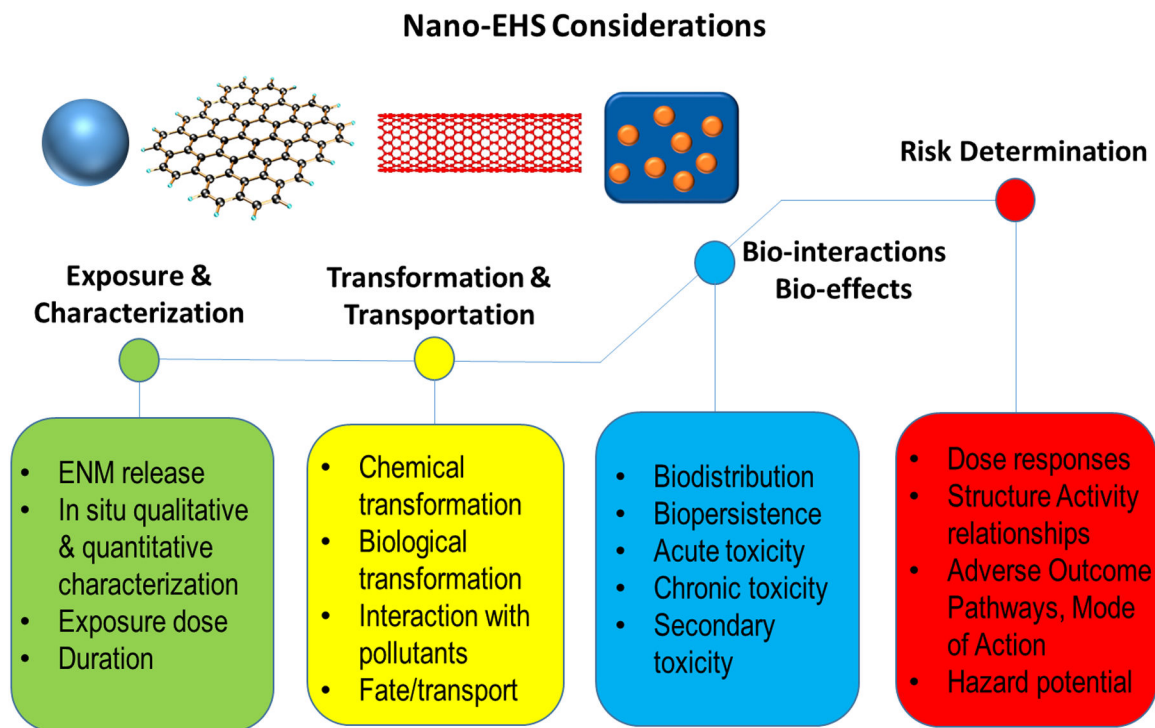 Nano-EHS Considerations
Risk Determination
Exposure &
Characterization
Transformation &
Transportation
Bio-interactions
Bio-effects
• ENM release
• In situ qualitative
& quantitative
characterization
• Exposure dose
• Duration
• Chemical
transformation
• Biological
transformation
• Interaction with
pollutants
• Fate/transport
• Biodistribution
• Biopersistence
• Acute toxicity
• Chronic toxicity
• Secondary
toxicity
• Dose responses
• Structure Activity
relationships
• Adverse Outcome
Pathways, Mode
of Action
• Hazard potential